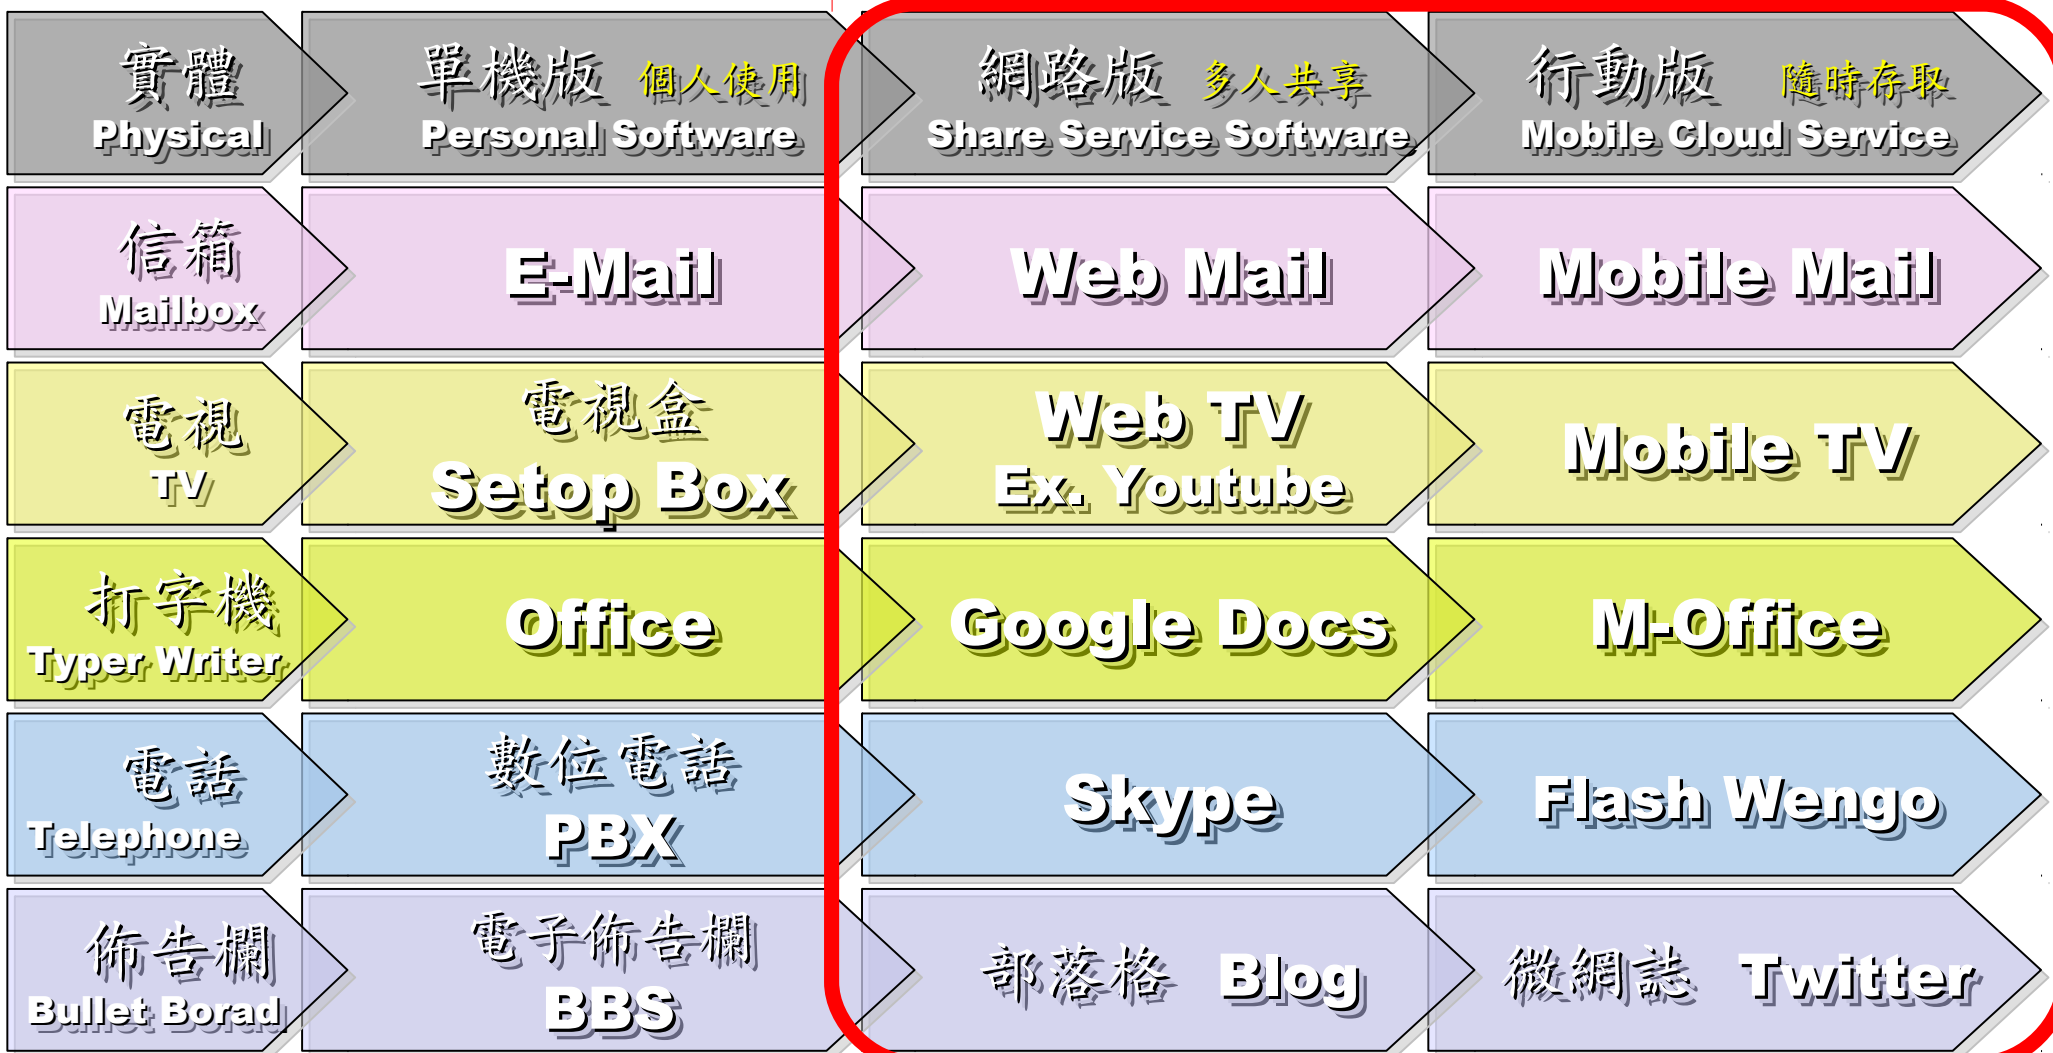 實體
Physical
單機版 個人使用
Personal Software
網路版 多人共享
Share Service Software
行動版 隨時存取
Mobile Cloud Service
信箱
Mailbox
E-Mail
Web Mail
Mobile Mail
電視
TV
電視盒
Setop Box
Web TV
Ex. Youtube
Mobile TV
打字機
Typer Writer
Office
Google Docs
M-Office
電話
Telephone
數位電話
PBX
Skype
Flash Wengo
佈告欄
Bullet Borad
電子佈告欄
BBS
部落格 Blog
微網誌 Twitter